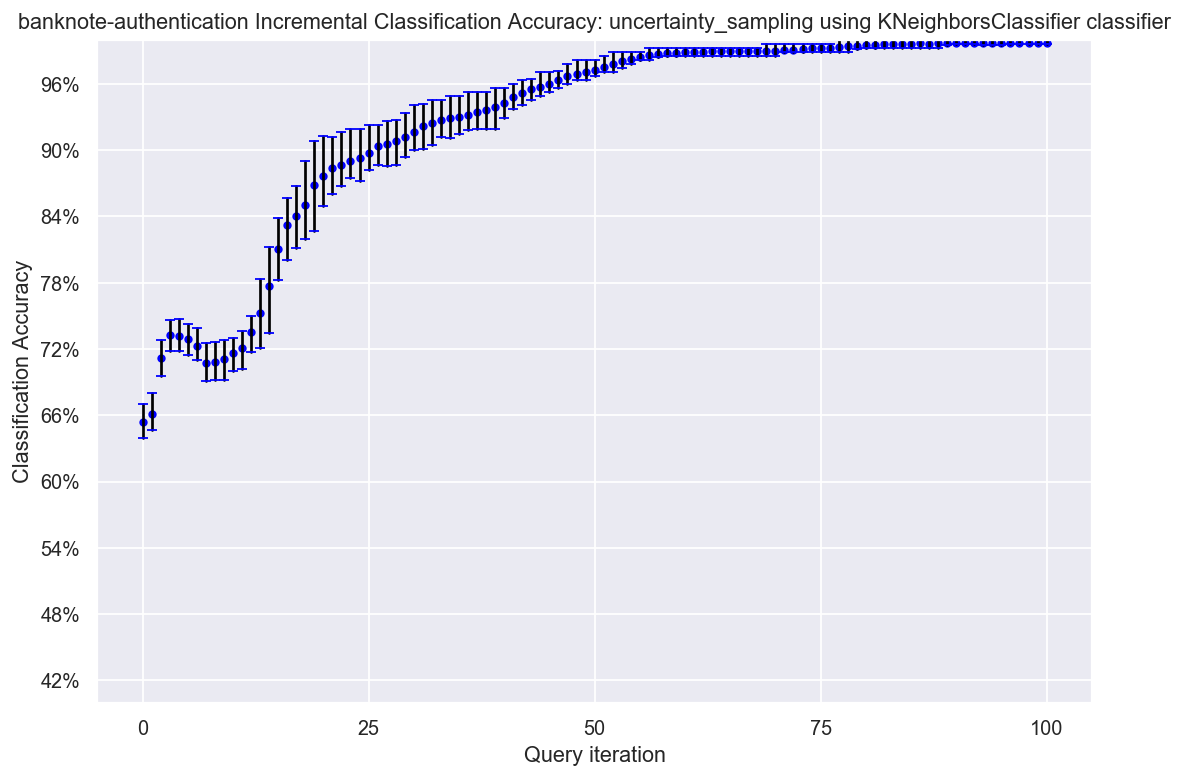 banknote-authentication Incremental Classification Accuracy: uncertainty_sampling using KNeighborsClassifier classifier
96%
90%
84%
78%
72%
66%
60%
54%
48%
42%
Classification Accuracy
0 25 50 75 100
Query iteration